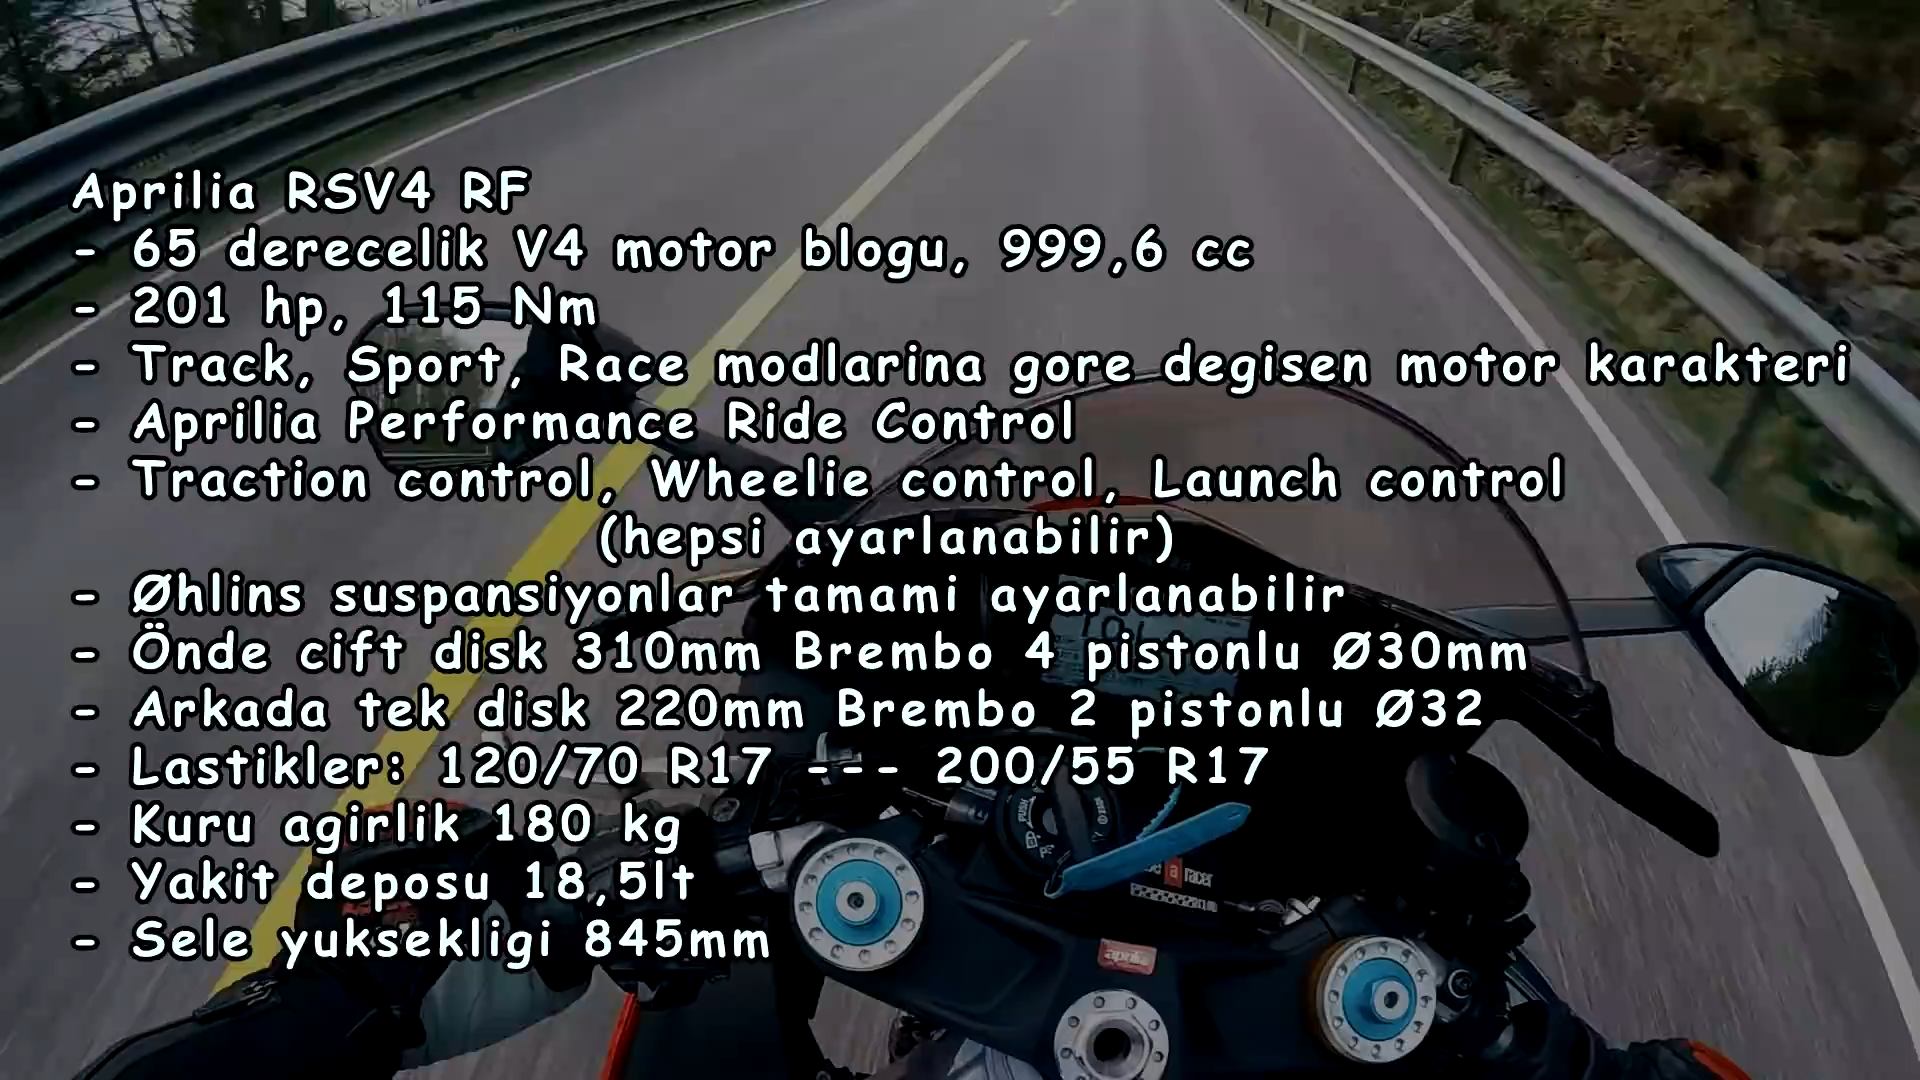 Aprilia RSV4 RF
- 65 derecelik V4 motor blogu, 999,6 cc
- 201 hp, 115 Nm
- Track, Sport, Race modlarina gore degisen motor karakteri
- Aprilia Performance Ride Control
- Traction control, Wheelie control, Launch control
(hepsi ayarlanabilir)
- Øhlins suspansiyonlar tamami ayarlanabilir
- Önde cift disk 310mm Brembo 4 pistonlu Ø30mm
- Arkada tek disk 220mm Brembo 2 pistonlu Ø32
- Lastikler: 120/70 R17 --- 200/55 R17
- Kuru agirlik 180 kg
- Yakit deposu 18,5lt
- Sele yuksekligi 845mm
PUSH
be a racer
aprilia